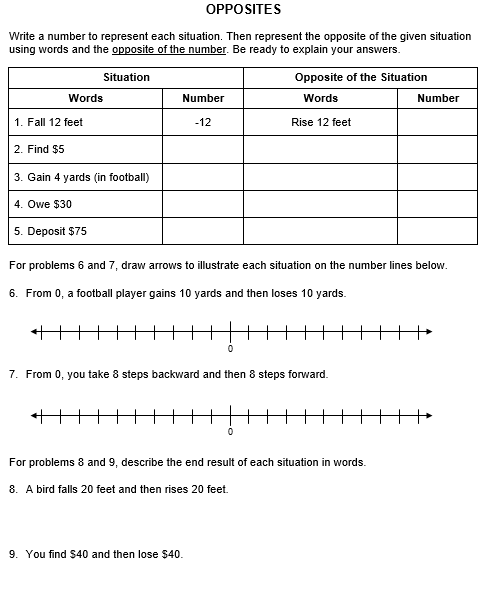 OPPOSITES
Write a number to represent each situation. Then represent the opposite of the given situation
using words and the opposite of the number. Be ready to explain your answers.
Situation Opposite of the Situation
Words Number Words Number
1. Fall 12 feet -12 Rise 12 feet
2. Find $5
3. Gain 4 yards (in football)
4. Owe $30
5. Deposit $75
For problems 6 and 7, draw arrows to illustrate each situation on the number lines below.
6. From 0, a football player gains 10 yards and then loses 10 yards.
0
7. From 0, you take 8 steps backward and then 8 steps forward.
0
For problems 8 and 9, describe the end result of each situation in words.
8. A bird falls 20 feet and then rises 20 feet.
9. You find $40 and then lose $40.